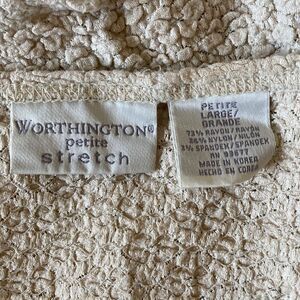 WORTHINGTON®
petite
stretch
PETITE
LARGE/
GRANDE
73% RAYON/RAYON
24% NYLON/NILON
3% SPANDEX/SPANDEX
RN 93677
MADE IN KOREA
HECHO EN COREA